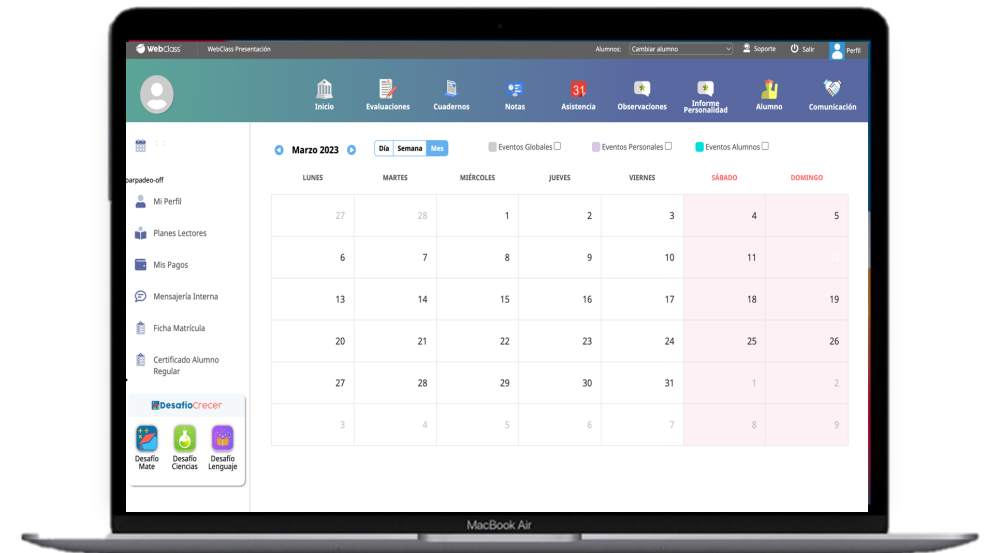 WebClass WebClass Presentación Alumnos: Cambiar alumno Soporte Salir Perfil
Inicio Evaluaciones Cuadernos Notas 31 Asistencia Observaciones Informe Personalidad Alumno Comunicación
parpadeo-off
Mi Perfil
Planes Lectores
Mis Pagos
Mensajería Interna
Ficha Matrícula
Certificado Alumno
Regular
DesafíoCrecer
Desafío Mate
Desafío Ciencias
Desafío Lenguaje
Marzo 2023 Día Semana Mes Eventos Globales Eventos Personales Eventos Alumnos
LUNES MARTES MIÉRCOLES JUEVES VIERNES SÁBADO DOMINGO
27 28 1 2 3 4 5
6 7 8 9 10 11 12
13 14 15 16 17 18 19
20 21 22 23 24 25 26
27 28 29 30 31 1 2
3 4 5 6 7 8 9
MacBook Air